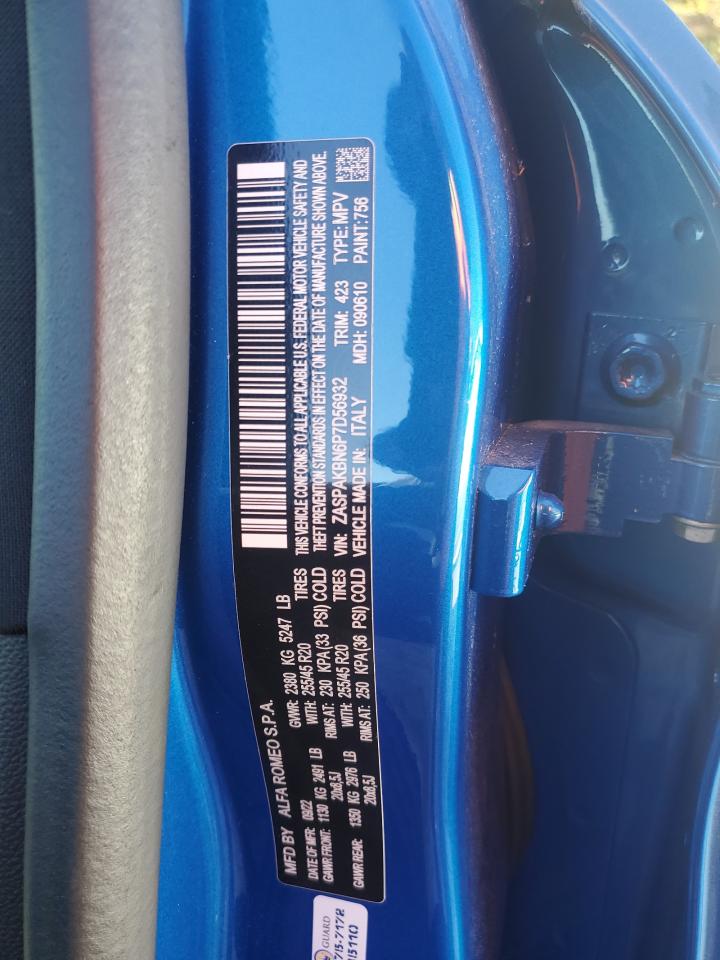 MFD BY ALFA ROMEO S.P.A.
DATE OF MFR: 09/22 GVWR: 2380 KG 5247 LB
GAWR FRONT: 1130 KG 2491 LB WITH: 255/45 R20 TIRES
20x8,5J RIMS AT: 230 KPA(33 PSI) COLD
GAWR REAR: 1350 KG 2976 LB WITH: 255/45 R20 TIRES
20x8,5J RIMS AT: 250 KPA(36 PSI) COLD
THIS VEHICLE CONFORMS TO ALL APPLICABLE U.S. FEDERAL MOTOR VEHICLE SAFETY AND
THEFT PREVENTION STANDARDS IN EFFECT ON THE DATE OF MANUFACTURE SHOWN ABOVE.
VIN: ZASPAKBN6P7D56932 TRIM: 423 TYPE:MPV
VEHICLE MADE IN: ITALY MDH: 090610 PAINT:756
GUARD